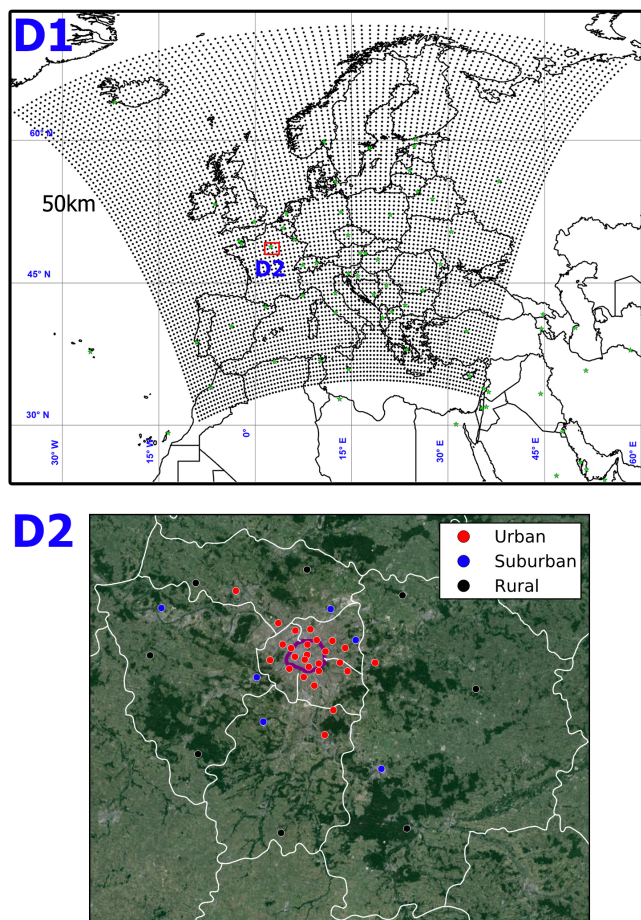 D1
60° N
50km
D2
45° N
30° N
30° W
15° W
0°
15° E
30° E
45° E
60° E
D2
Urban
Suburban
Rural